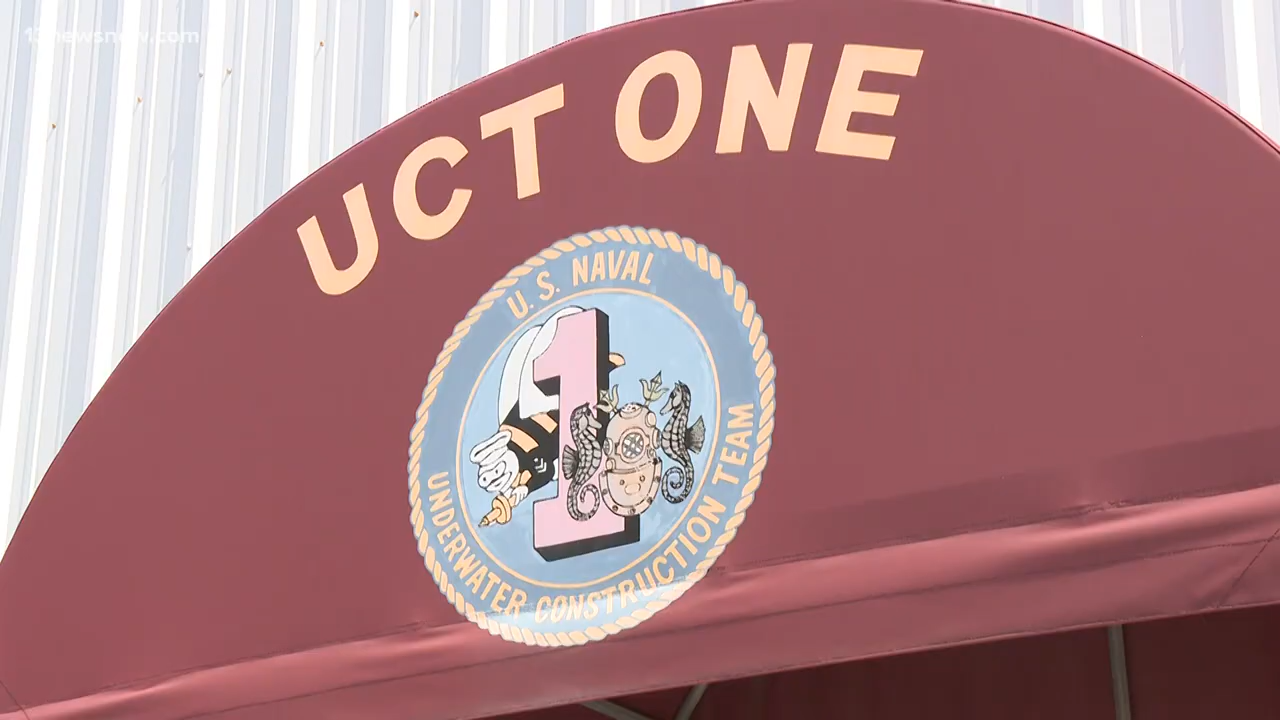 13newsnow.com
UCT ONE
U.S. NAVAL
1
UNDERWATER CONSTRUCTION TEAM